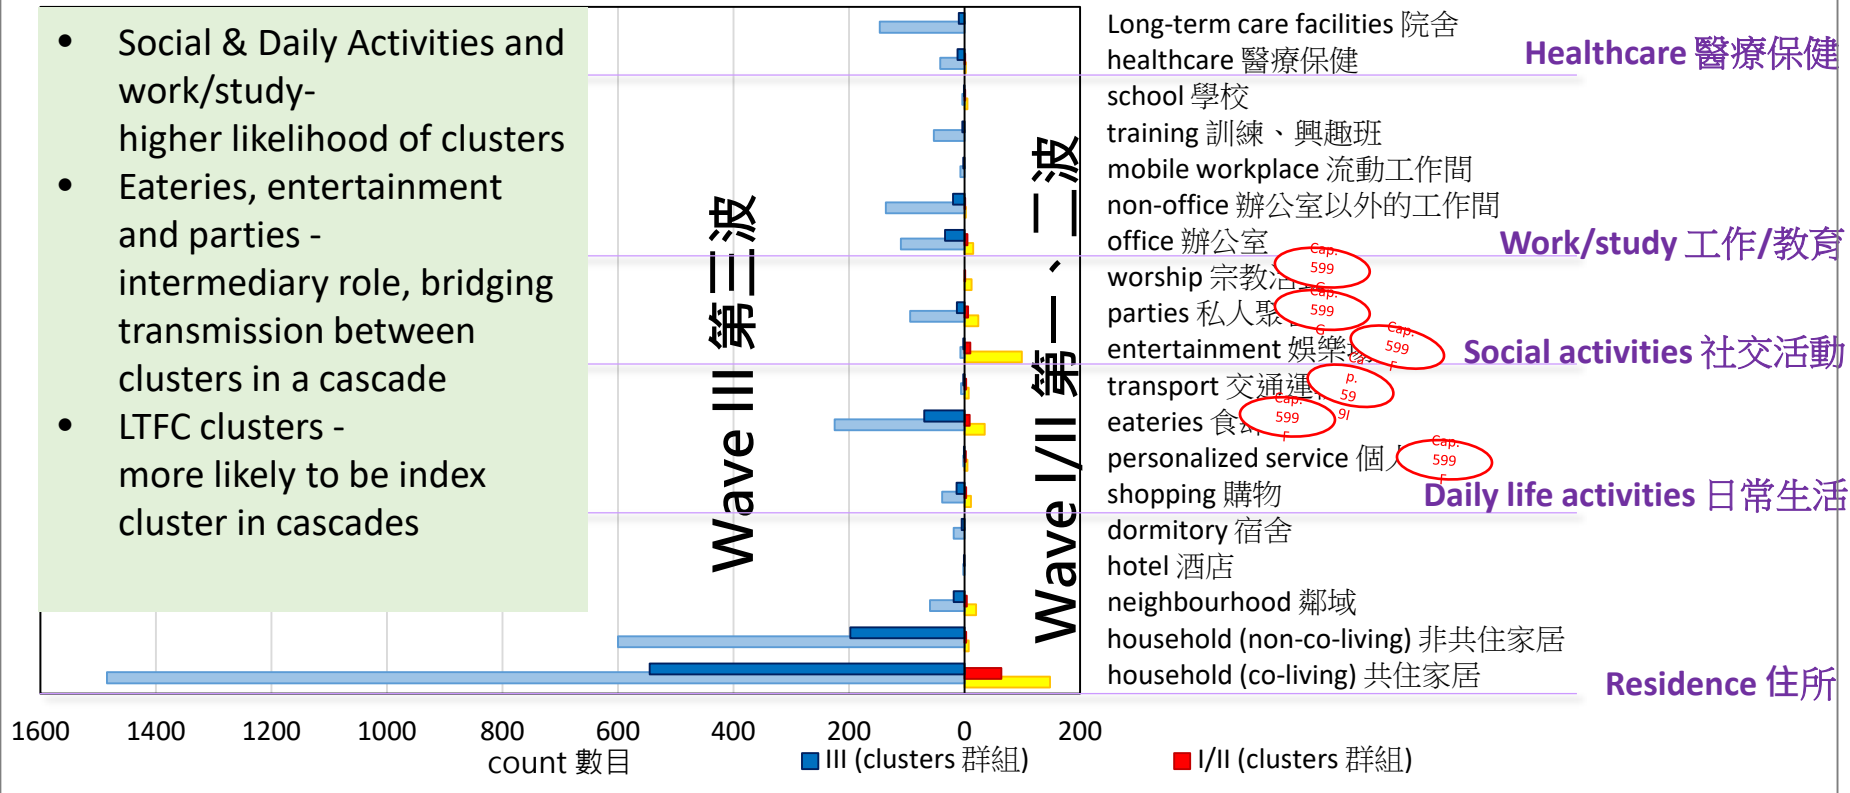 • Social & Daily Activities and
work/study-
higher likelihood of clusters
• Eateries, entertainment
and parties -
intermediary role, bridging
transmission between
clusters in a cascade
• LTFC clusters -
more likely to be index
cluster in cascades
Wave III 第三波
Wave I/II 第一、二波
Long-term care facilities 院舍
healthcare 醫療保健
Healthcare 醫療保健
school 學校
training 訓練、興趣班
mobile workplace 流動工作間
non-office 辦公室以外的工作間
office 辦公室
Work/study 工作/教育
worship 宗教活
Cap.
599
G
parties 私人聚
Cap.
599
G
entertainment 娛樂
Cap.
599
F
Social activities 社交活動
transport 交通運
Cap.
599I
eateries 食
Cap.
599
F
personalized service 個人
Cap.
599
F
shopping 購物
Daily life activities 日常生活
dormitory 宿舍
hotel 酒店
neighbourhood 鄰域
household (non-co-living) 非共住家居
household (co-living) 共住家居
Residence 住所
1600 1400 1200 1000 800 600 400 200 0 200
count 數目
III (clusters 群組)
I/II (clusters 群組)